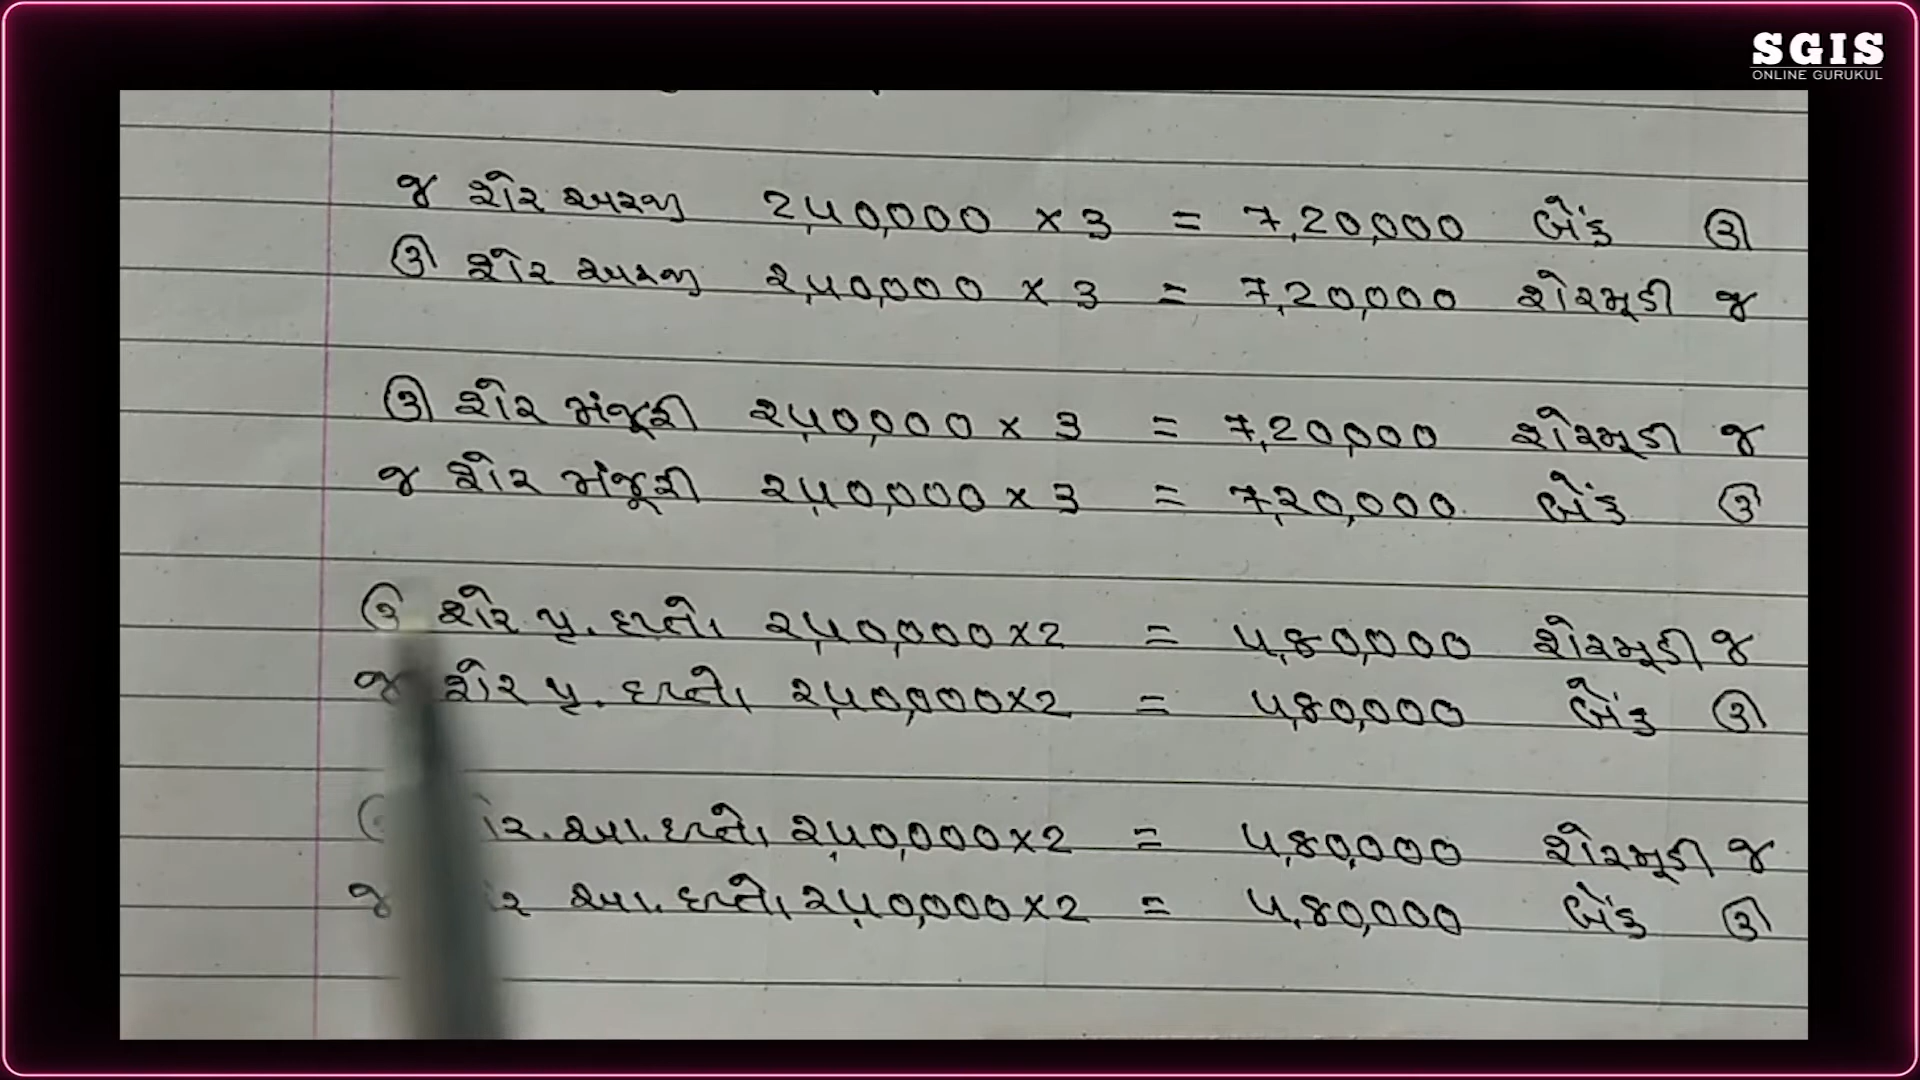 SGIS
ONLINE GURUKUL
જ શેર અરજી 2,40,000 × 3 = 7,20,000 બેંક ઉ
ઉ શેર અરજી 2,40,000 × 3 = 7,20,000 શેરમૂડી જ
ઉ શેર મંજૂરી 2,40,000 × 3 = 7,20,000 શેરમૂડી જ
જ શેર મંજૂરી 2,40,000 × 3 = 7,20,000 બેંક ઉ
ઉ શેર પ્ર. હપ્તો 2,40,000 × 2 = 4,80,000 શેરમૂડી જ
જ શેર પ્ર. હપ્તો 2,40,000 × 2 = 4,80,000 બેંક ઉ
આ. હપ્તો 2,40,000 × 2 = 4,80,000 શેરમૂડી જ
જ આ. હપ્તો 2,40,000 × 2 = 4,80,000 બેંક ઉ